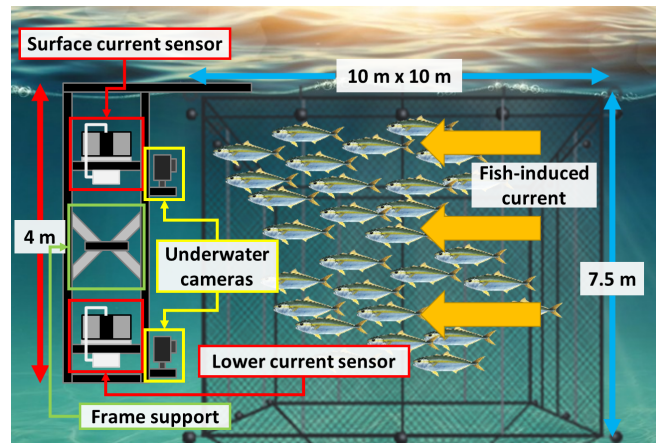 Surface current sensor
10 m x 10 m
Fish-induced
current
4 m
Underwater
cameras
7.5 m
Lower current sensor
Frame support